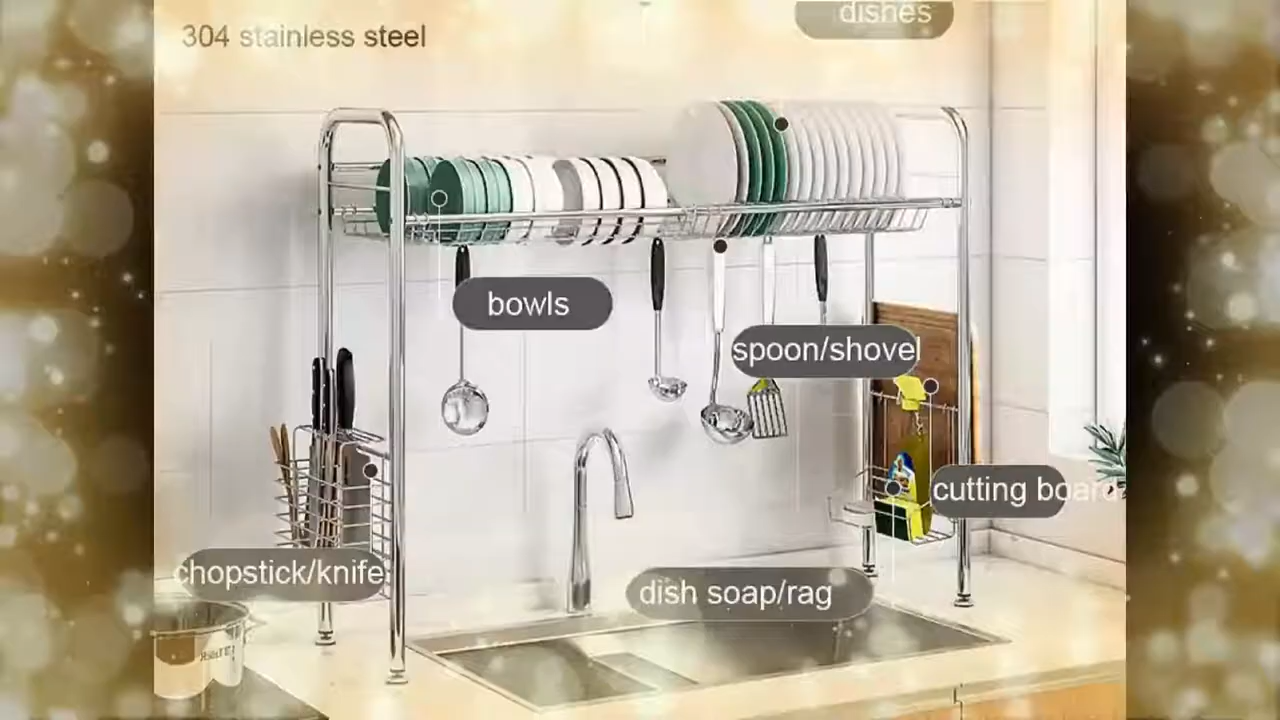 dishes
304 stainless steel
bowls
spoon/shovel
cutting board
chopstick/knife
dish soap/rag